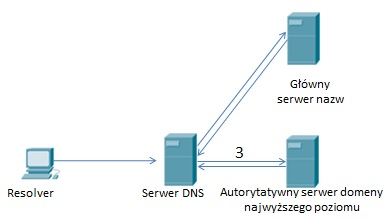 Główny
serwer nazw
3
Resolver
Serwer DNS
Autorytatywny serwer domeny
najwyższego poziomu